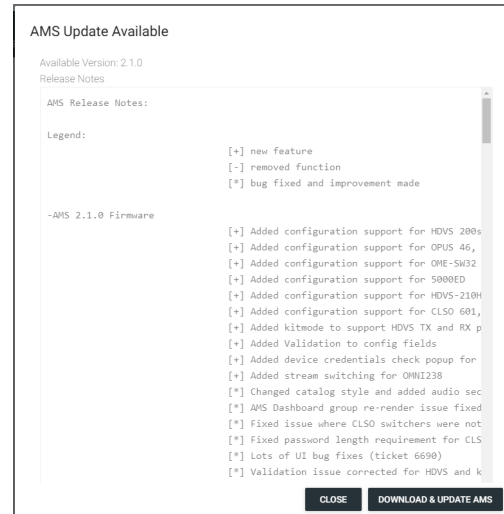 AMS Update Available
Available Version: 2.1.0
Release Notes
AMS Release Notes:
Legend:
[+] new feature
[-] removed function
[*] bug fixed and improvement made
-AMS 2.1.0 Firmware
[+] Added configuration support for HDVS 200s
[+] Added configuration support for OPUS 46,
[+] Added configuration support for OME-SW32
[+] Added configuration support for 5000ED
[+] Added configuration support for HDVS-210H
[+] Added configuration support for CLSO 601,
[+] Added kitmode to support HDVS TX and RX p
[+] Added Validation to config fields
[+] Added device credentials check popup for
[+] Added stream switching for OMNI238
[*] Changed catalog style and added audio sec
[*] AMS Dashboard group re-render issue fixed
[*] Fixed issue where CLSO switchers were not
[*] Fixed password length requirement for CLS
[*] Lots of UI bug fixes (ticket 6690)
[*] Validation issue corrected for HDVS and k
CLOSE
DOWNLOAD & UPDATE AMS